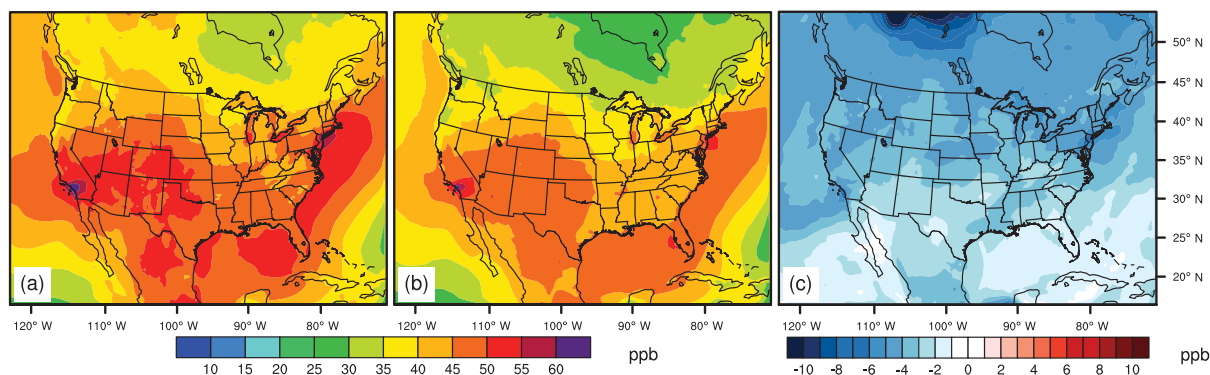 (a) (b) (c)
50° N
45° N
40° N
35° N
30° N
25° N
20° N
120° W 110° W 100° W 90° W 80° W 120° W 110° W 100° W 90° W 80° W 120° W 110° W 100° W 90° W 80° W
10 15 20 25 30 35 40 45 50 55 60 ppb
-10 -8 -6 -4 -2 0 2 4 6 8 10 ppb